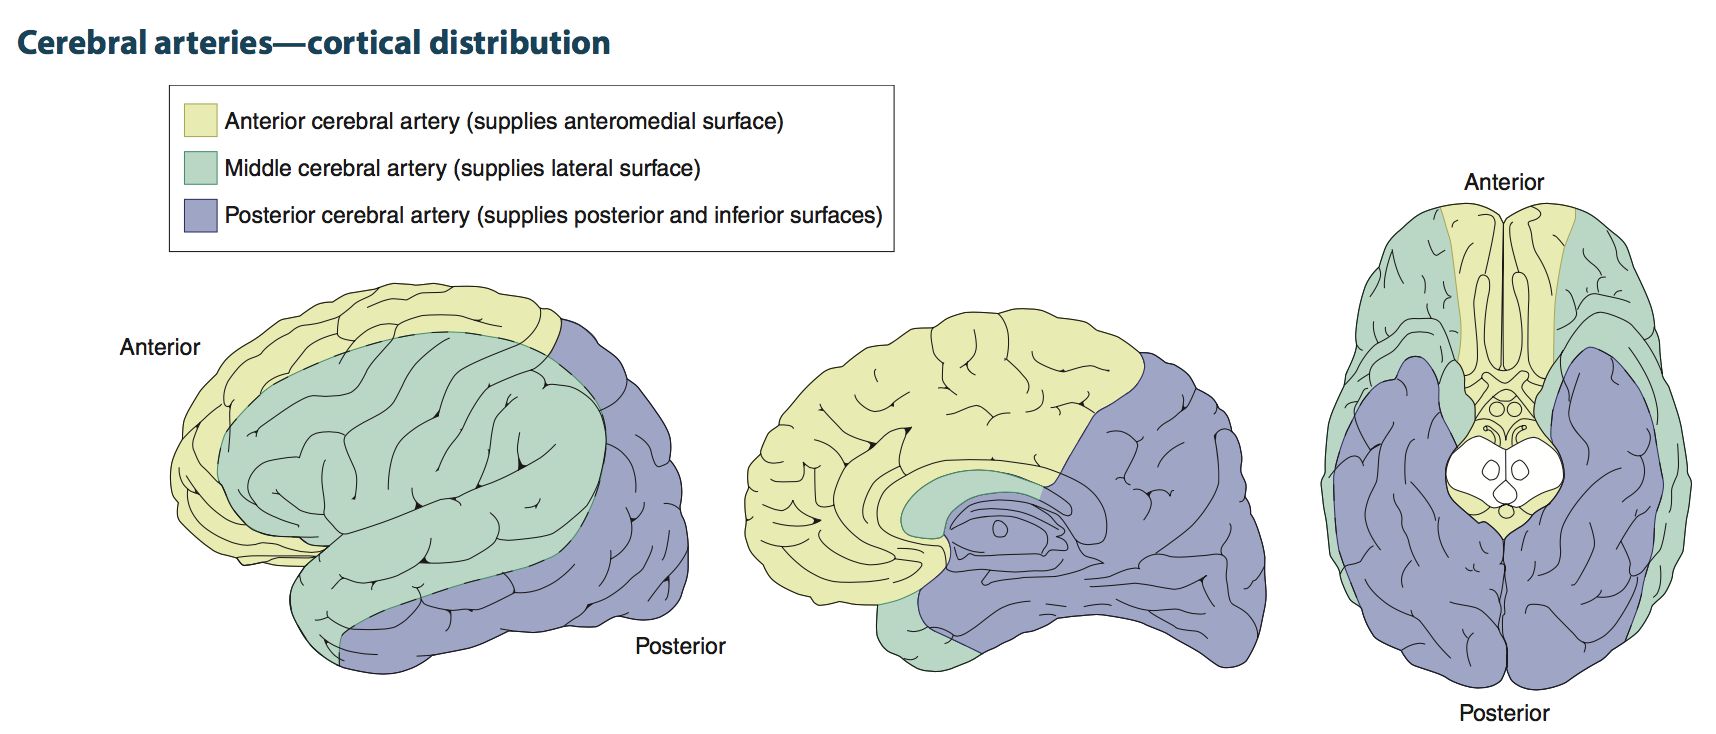 Cerebral arteries—cortical distribution
Anterior cerebral artery (supplies anteromedial surface)
Middle cerebral artery (supplies lateral surface)
Posterior cerebral artery (supplies posterior and inferior surfaces)
Anterior
Posterior
Anterior
Posterior